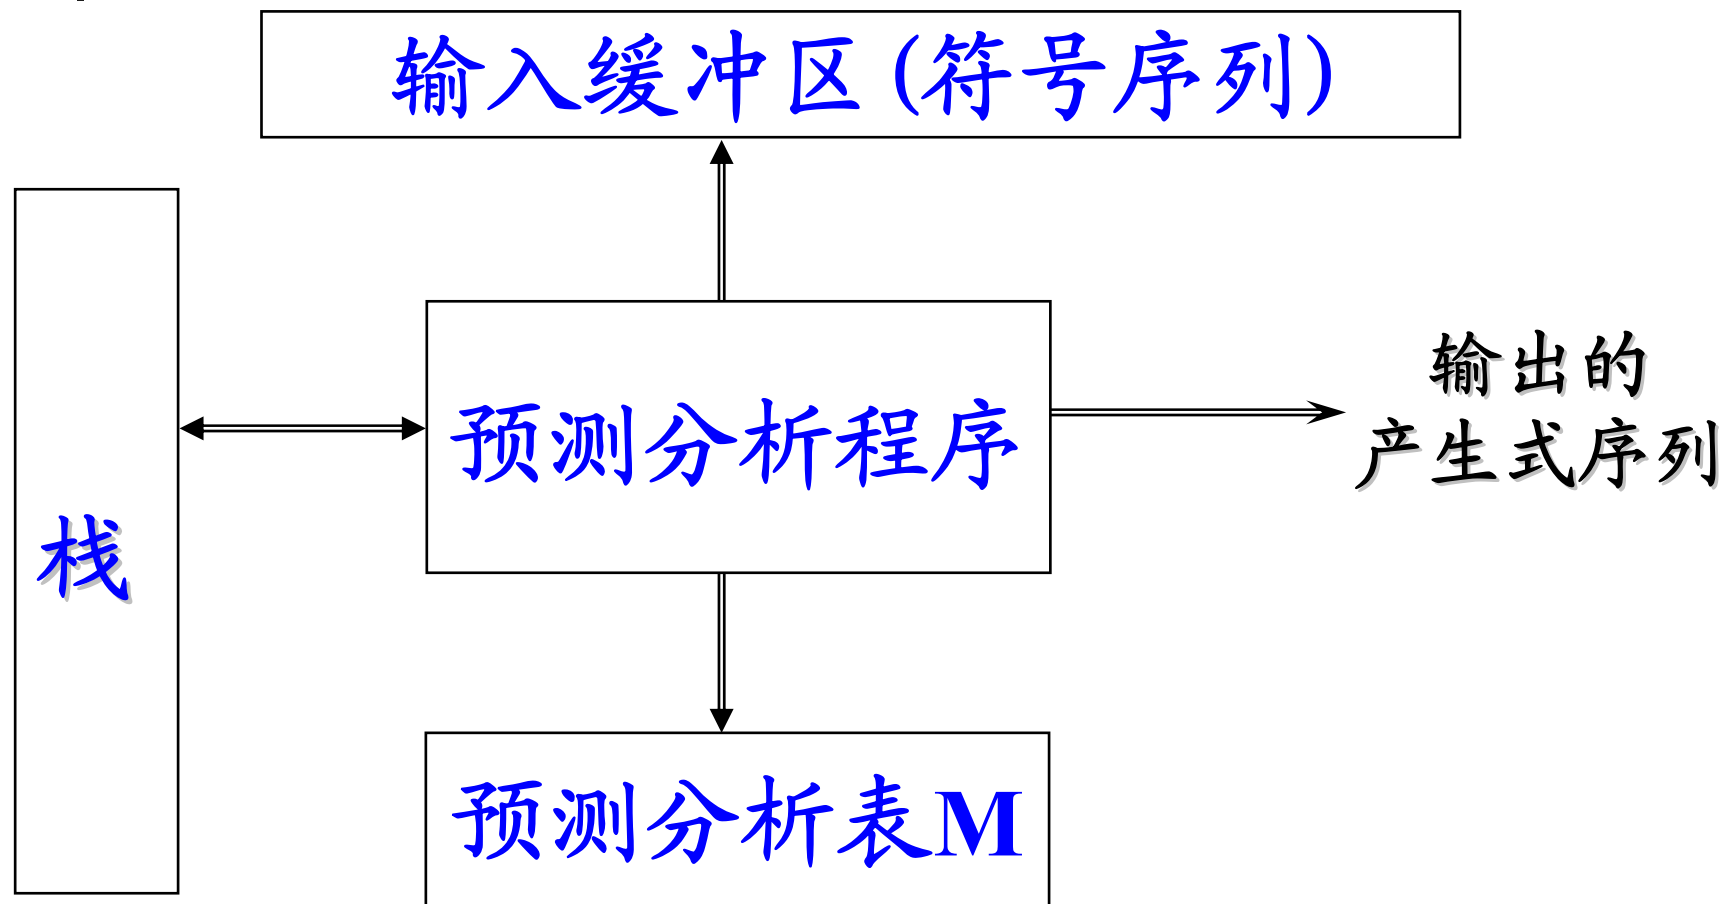 输入缓冲区(符号序列)
预测分析程序
输出的
产生式序列
栈
预测分析表M